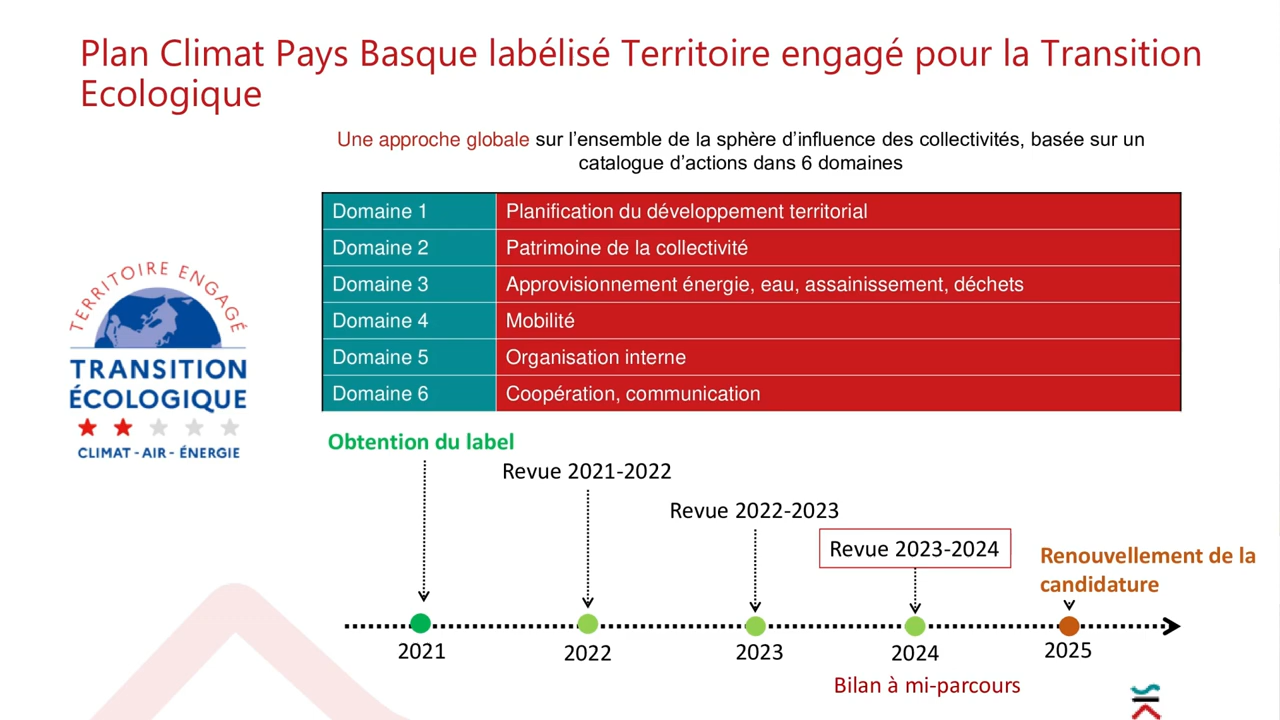 Plan Climat Pays Basque labélisé Territoire engagé pour la Transition
Ecologique
Une approche globale sur l’ensemble de la sphère d’influence des collectivités, basée sur un
catalogue d’actions dans 6 domaines
Domaine 1 Planification du développement territorial
Domaine 2 Patrimoine de la collectivité
Domaine 3 Approvisionnement énergie, eau, assainissement, déchets
Domaine 4 Mobilité
Domaine 5 Organisation interne
Domaine 6 Coopération, communication
TERRITOIRE ENGAGÉ
TRANSITION
ÉCOLOGIQUE
CLIMAT - AIR - ÉNERGIE
Obtention du label
Revue 2021-2022
Revue 2022-2023
Revue 2023-2024
Renouvellement de la
candidature
2021
2022
2023
2024
2025
Bilan à mi-parcours